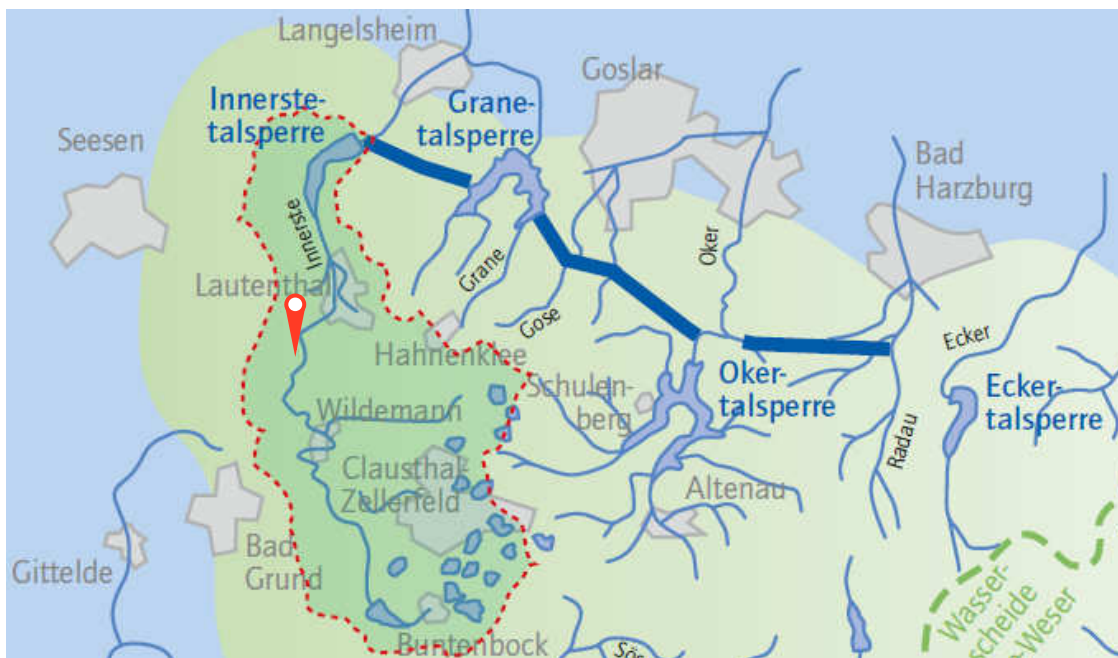 Langelsheim
Goslar
Innerste-
talsperre
Grane-
talsperre
Seesen
Bad
Harzburg
Innerste
Oker
Lautenthal
Grane
Gose
Ecker
Hahnenklee
Schulen-
berg
Oker-
talsperre
Ecker-
talsperre
Wildemann
Radau
Clausthal-
Zellerfeld
Altenau
Bad
Grund
Gittelde
Buntenbock
Wasser-
scheide
-Weser